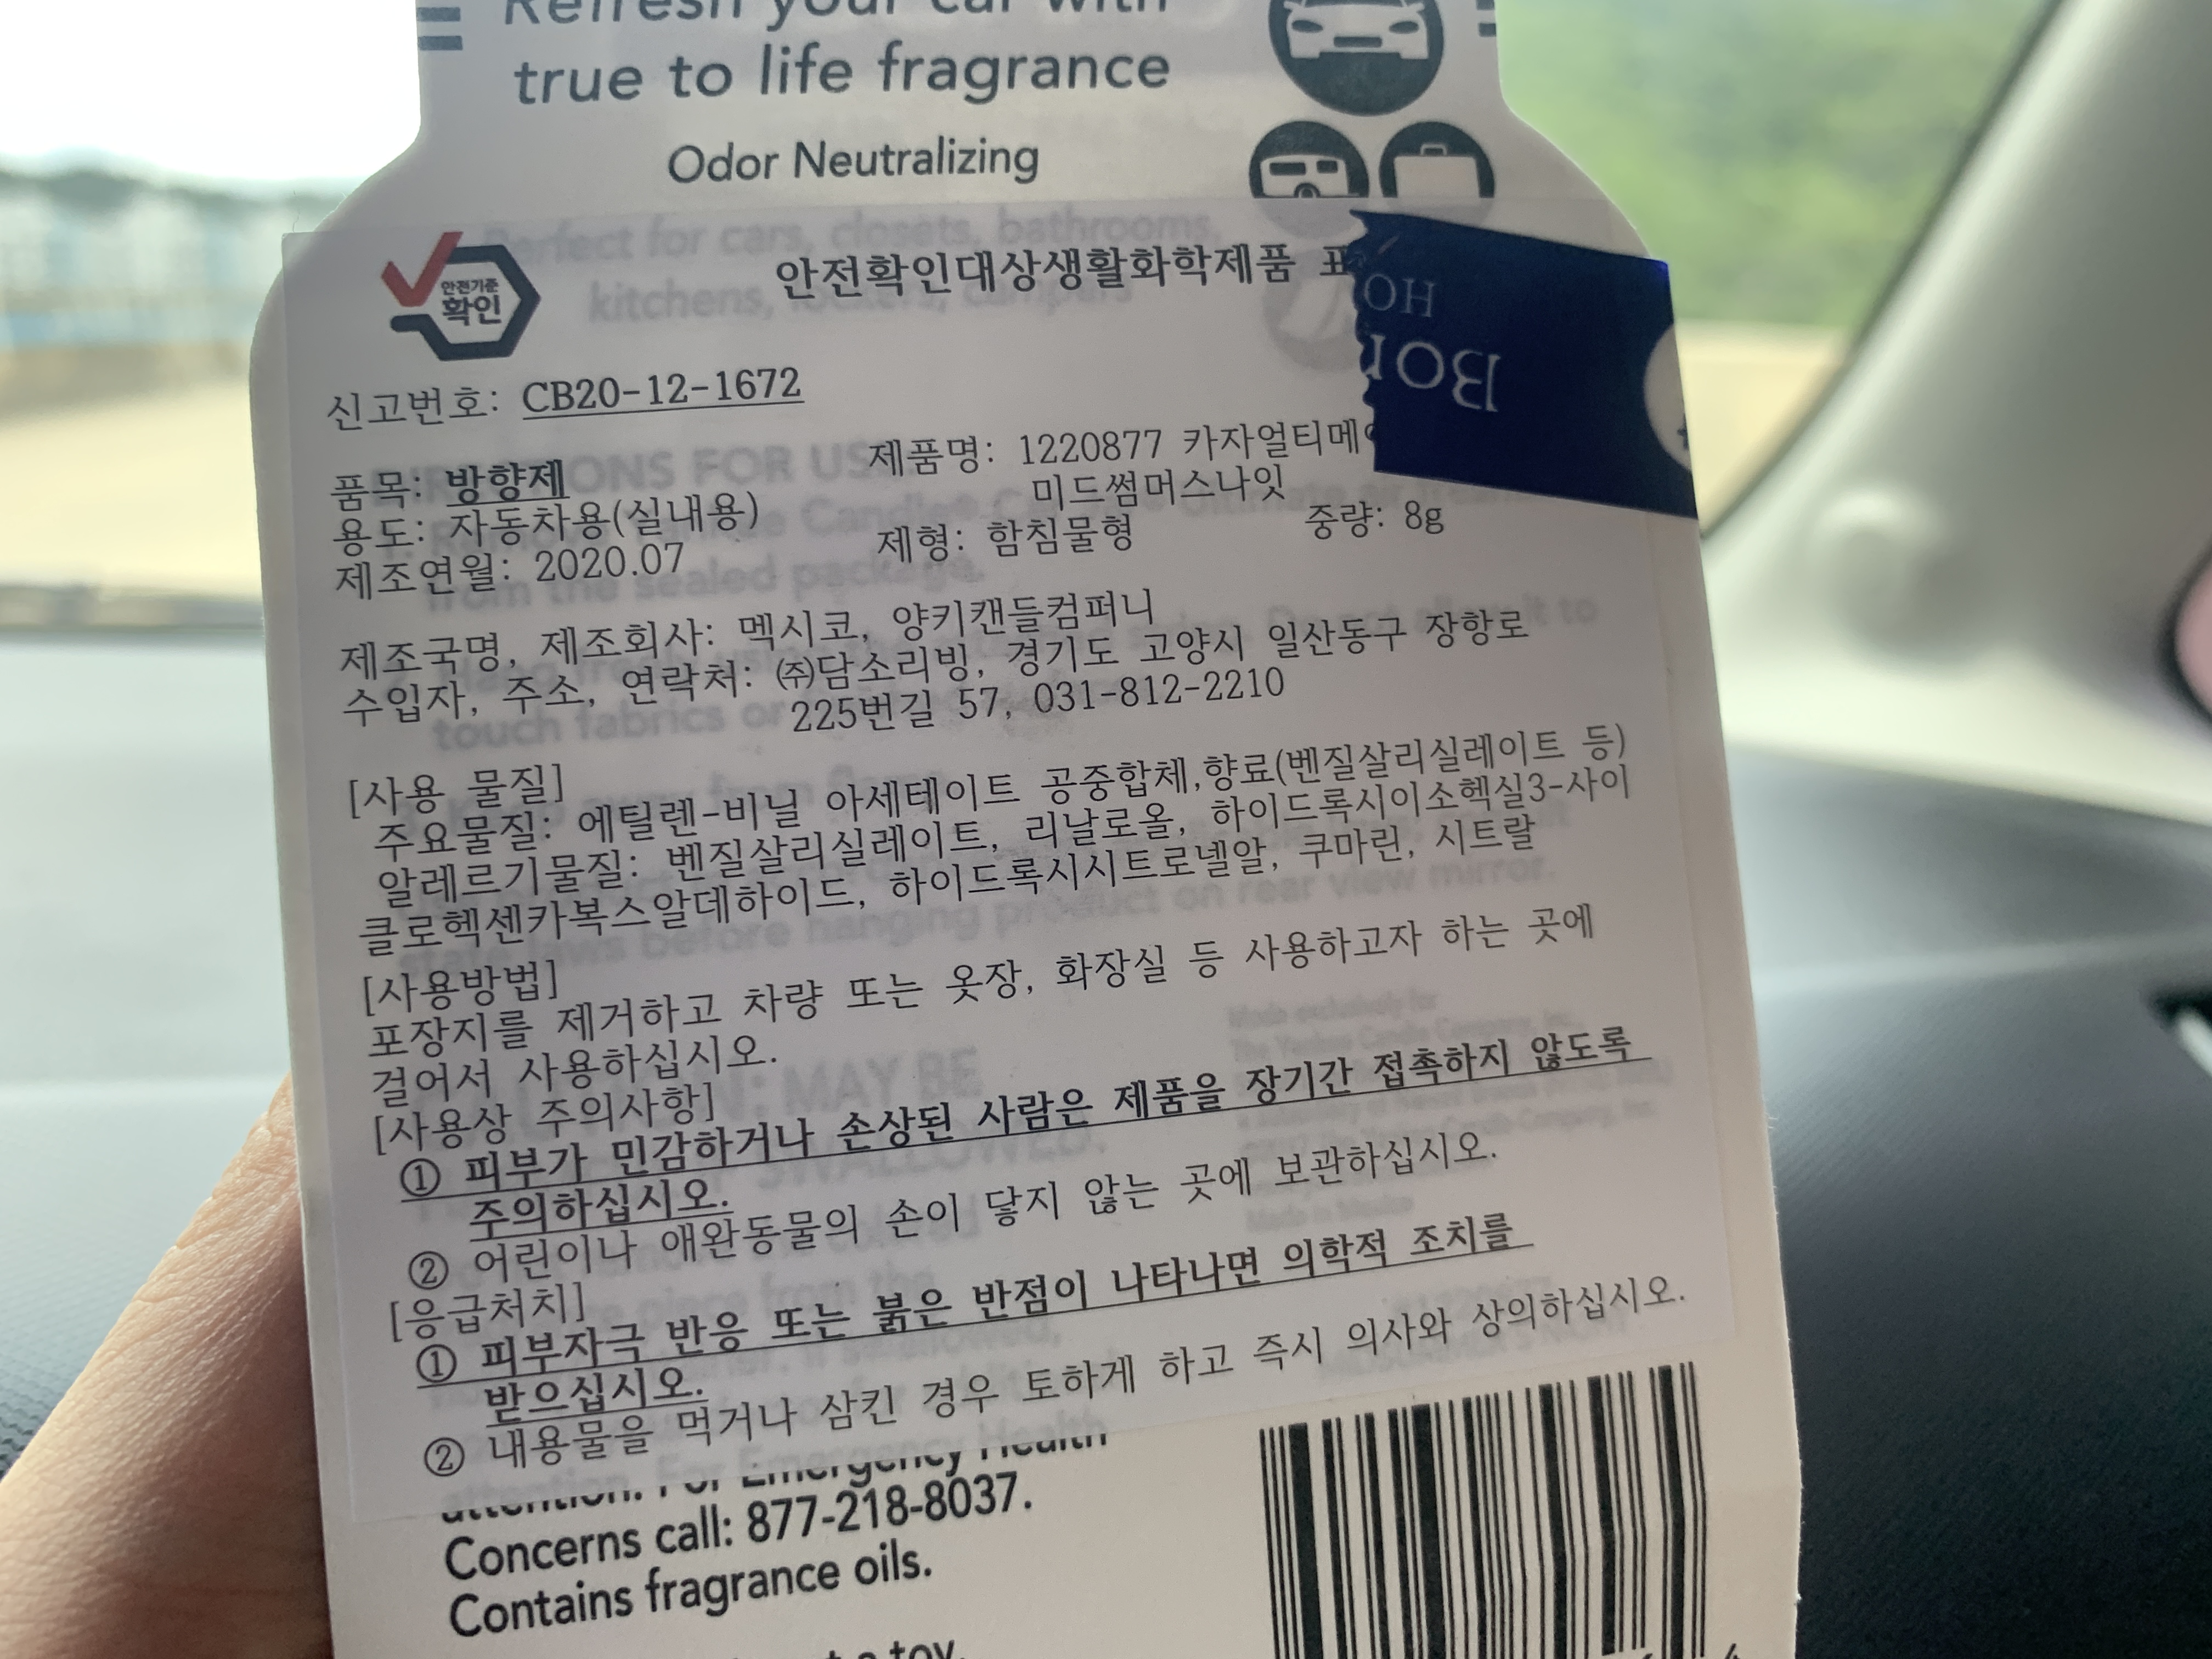 Refresh your car with
true to life fragrance
Odor Neutralizing
Perfect for cars, closets, bathrooms,
kitchens, lockers, campers
안전기준
확인
안전확인대상생활화학제품
HO
Bor
신고번호: CB20-12-1672
품목: 방향제
제품명: 1220877 카자얼티메
미드썸머스나잇
용도: 자동차용(실내용)
제형: 함침물형
중량: 8g
제조연월: 2020.07
제조국명, 제조회사: 멕시코, 양키캔들컴퍼니
수입자, 주소, 연락처: ㈜담소리빙, 경기도 고양시 일산동구 장항로
225번길 57, 031-812-2210
[사용 물질]
주요물질: 에틸렌-비닐 아세테이트 공중합체,향료(벤질살리실레이트 등)
알레르기물질: 벤질살리실레이트, 리날로올, 하이드록시이소헥실3-사이
클로헥센카복스알데하이드, 하이드록시시트로넬알, 쿠마린, 시트랄
[사용방법]
포장지를 제거하고 차량 또는 옷장, 화장실 등 사용하고자 하는 곳에
걸어서 사용하십시오.
[사용상 주의사항]
① 피부가 민감하거나 손상된 사람은 제품을 장기간 접촉하지 않도록
주의하십시오.
② 어린이나 애완동물의 손이 닿지 않는 곳에 보관하십시오.
[응급처치]
① 피부자극 반응 또는 붉은 반점이 나타나면 의학적 조치를
받으십시오.
② 내용물을 먹거나 삼킨 경우 토하게 하고 즉시 의사와 상의하십시오.
attention. For Emergency Health
Concerns call: 877-218-8037.
Contains fragrance oils.
a toy.